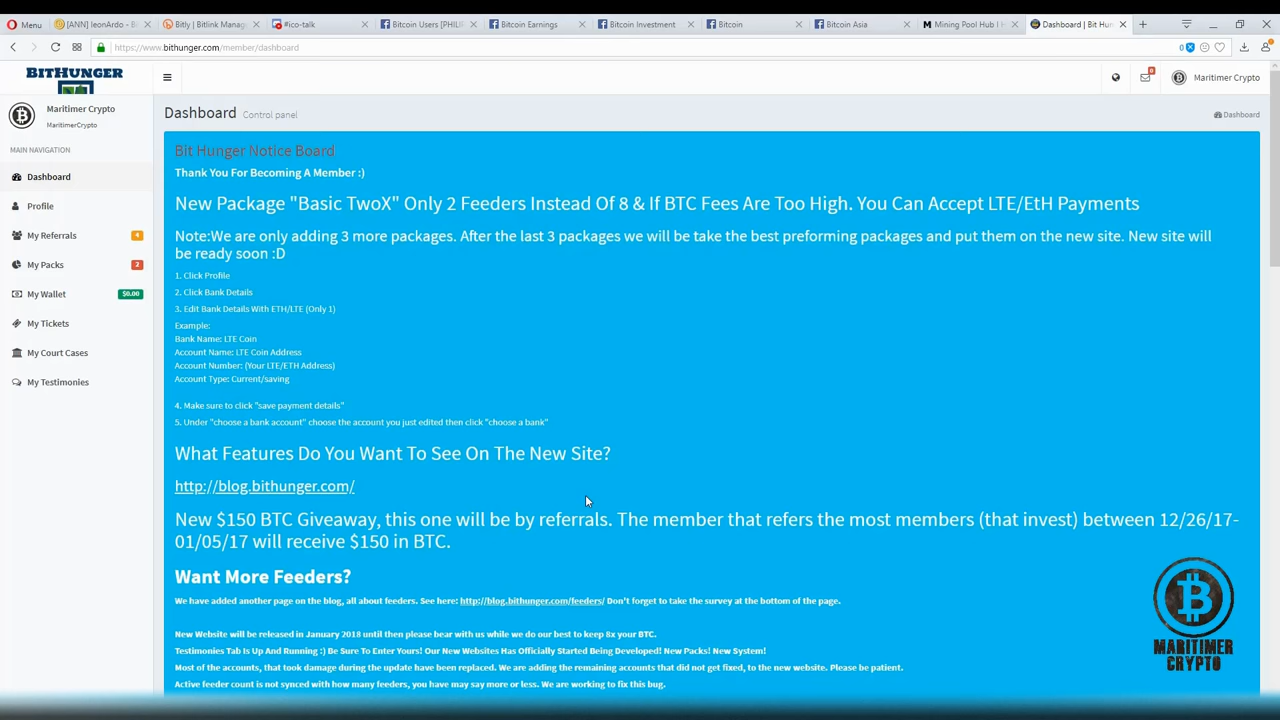 Menu
[ANN] leonArdo - B
Bitly | Bitlink Manag
#ico-talk
Bitcoin Users [PHILIP
Bitcoin Earnings
Bitcoin Investment
Bitcoin
Bitcoin Asia
Mining Pool Hub | H
Dashboard | Bit Hun
https://www.bithunger.com/member/dashboard
0
BITHUNGER
0
Maritimer Crypto
Maritimer Crypto
MaritimerCrypto
Dashboard Control panel
Dashboard
MAIN NAVIGATION
Dashboard
Profile
My Referrals 4
My Packs 2
My Wallet $0.00
My Tickets
My Court Cases
My Testimonies
Bit Hunger Notice Board
Thank You For Becoming A Member :)
New Package "Basic TwoX" Only 2 Feeders Instead Of 8 & If BTC Fees Are Too High. You Can Accept LTE/EtH Payments
Note:We are only adding 3 more packages. After the last 3 packages we will be take the best preforming packages and put them on the new site. New site will
be ready soon :D
1. Click Profile
2. Click Bank Details
3. Edit Bank Details With ETH/LTE (Only 1)
Example:
Bank Name: LTE Coin
Account Name: LTE Coin Address
Account Number: (Your LTE/ETH Address)
Account Type: Current/saving
4. Make sure to click "save payment details"
5. Under "choose a bank account" choose the account you just edited then click "choose a bank"
What Features Do You Want To See On The New Site?
http://blog.bithunger.com/
New $150 BTC Giveaway, this one will be by referrals. The member that refers the most members (that invest) between 12/26/17-
01/05/17 will receive $150 in BTC.
Want More Feeders?
We have added another page on the blog, all about feeders. See here: http://blog.bithunger.com/feeders/ Don't forget to take the survey at the bottom of the page.
New Website will be released in January 2018 until then please bear with us while we do our best to keep 8x your BTC.
Testimonies Tab Is Up And Running :) Be Sure To Enter Yours! Our New Websites Has Officially Started Being Developed! New Packs! New System!
Most of the accounts, that took damage during the update have been replaced. We are adding the remaining accounts that did not get fixed, to the new website. Please be patient.
Active feeder count is not synced with how many feeders, you have may say more or less. We are working to fix this bug.
MARITIMER
CRYPTO